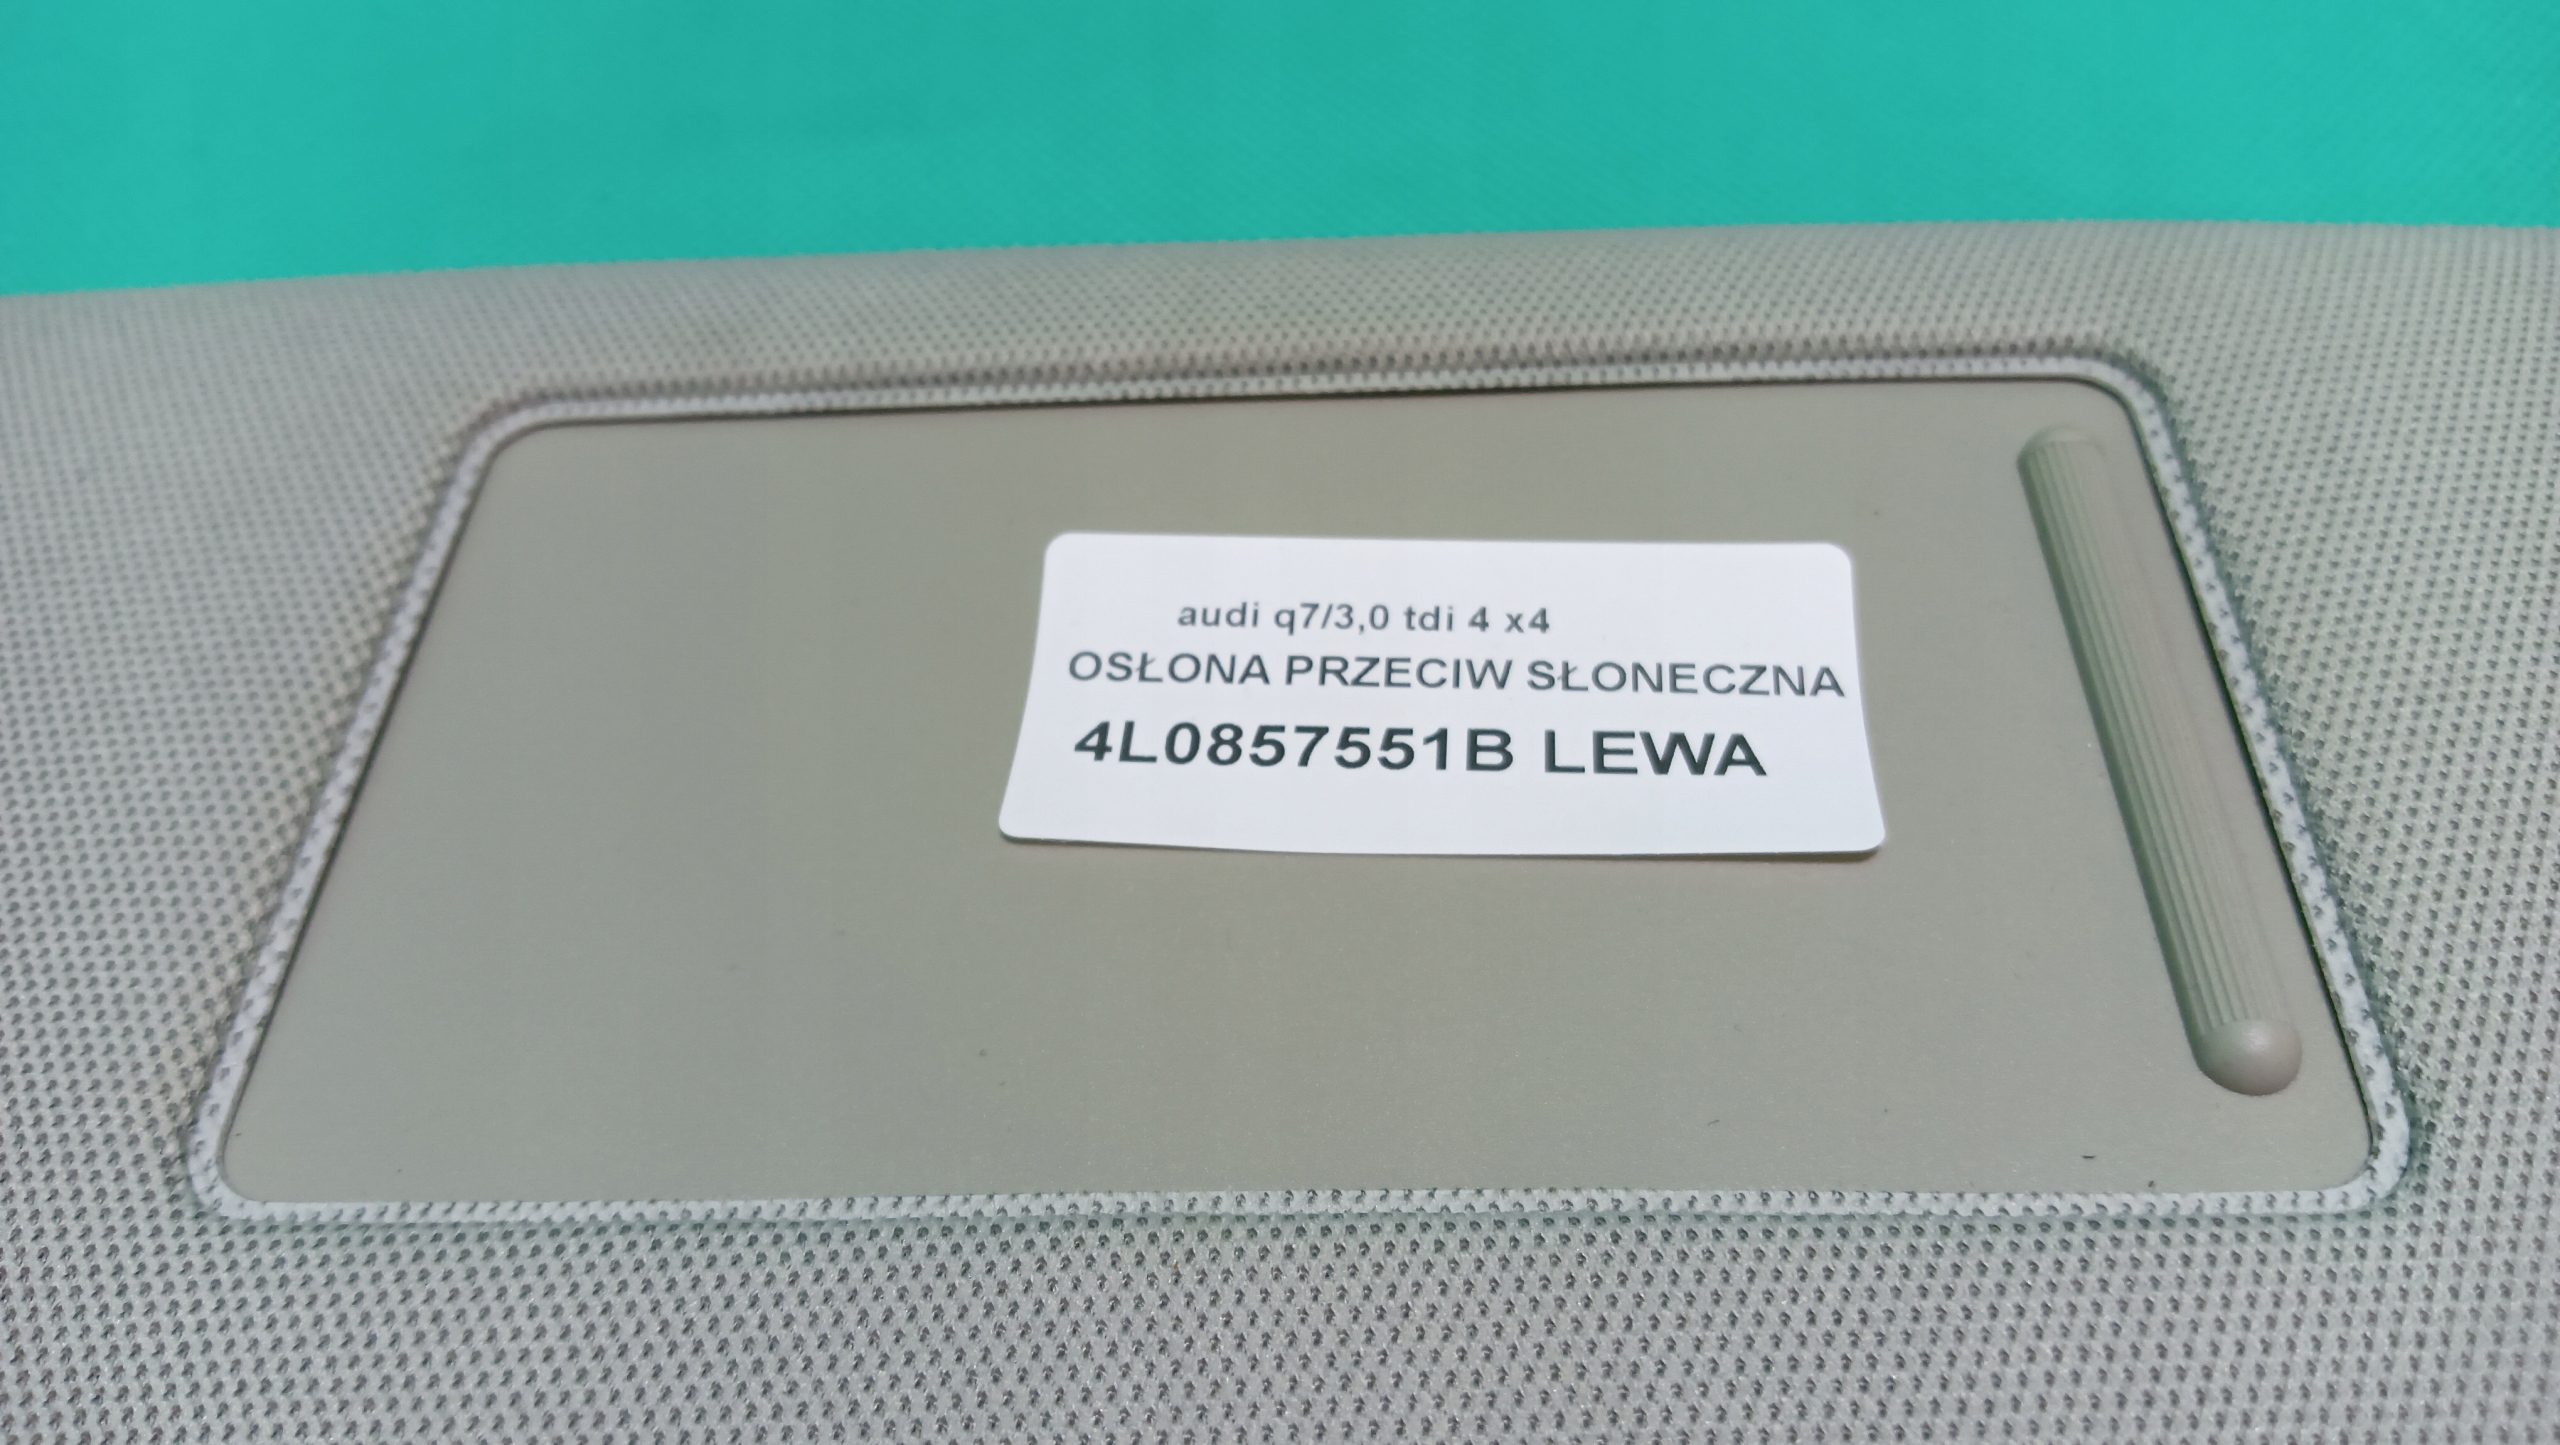 audi q7/3,0 tdi 4 x4
OSŁONA PRZECIW SŁONECZNA
4L0857551B LEWA